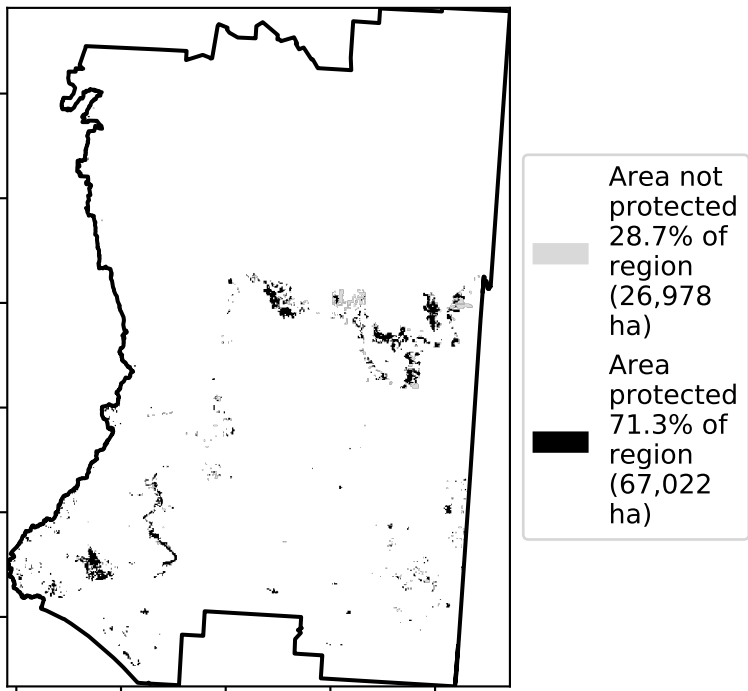 Area not
protected
28.7% of
region
(26,978
ha)
Area
protected
71.3% of
region
(67,022
ha)